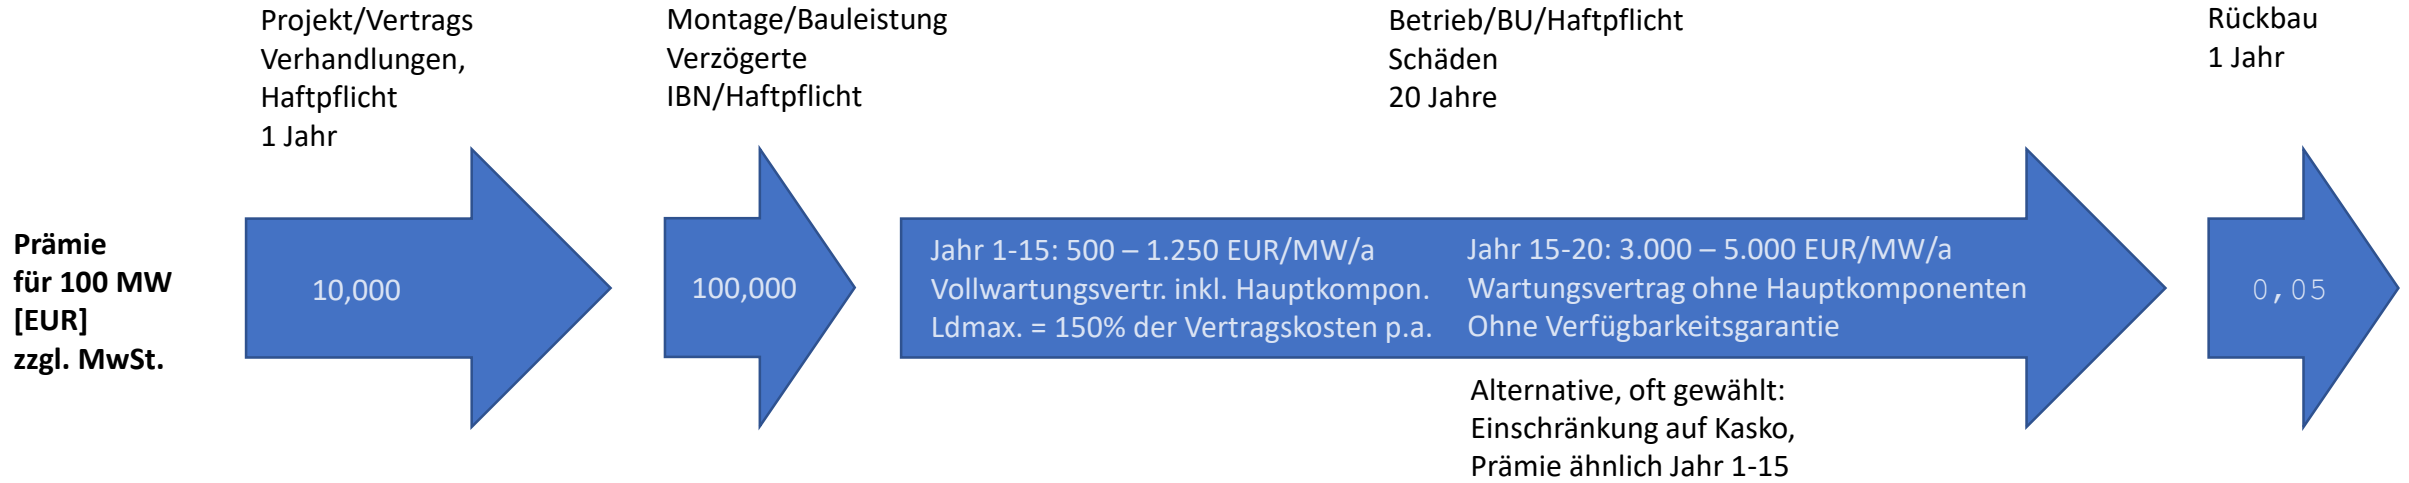 Projekt/Vertrags
Verhandlungen,
Haftpflicht
1 Jahr
Montage/Bauleistung
Verzögerte
IBN/Haftpflicht
Betrieb/BU/Haftpflicht
Schäden
20 Jahre
Rückbau
1 Jahr
Prämie
für 100 MW
[EUR]
zzgl. MwSt.
10,000
100,000
Jahr 1-15: 500 – 1.250 EUR/MW/a
Vollwartungsvertr. inkl. Hauptkompon.
Ldmax. = 150% der Vertragskosten p.a.
Jahr 15-20: 3.000 – 5.000 EUR/MW/a
Wartungsvertrag ohne Hauptkomponenten
Ohne Verfügbarkeitsgarantie
0,05
Alternative, oft gewählt:
Einschränkung auf Kasko,
Prämie ähnlich Jahr 1-15